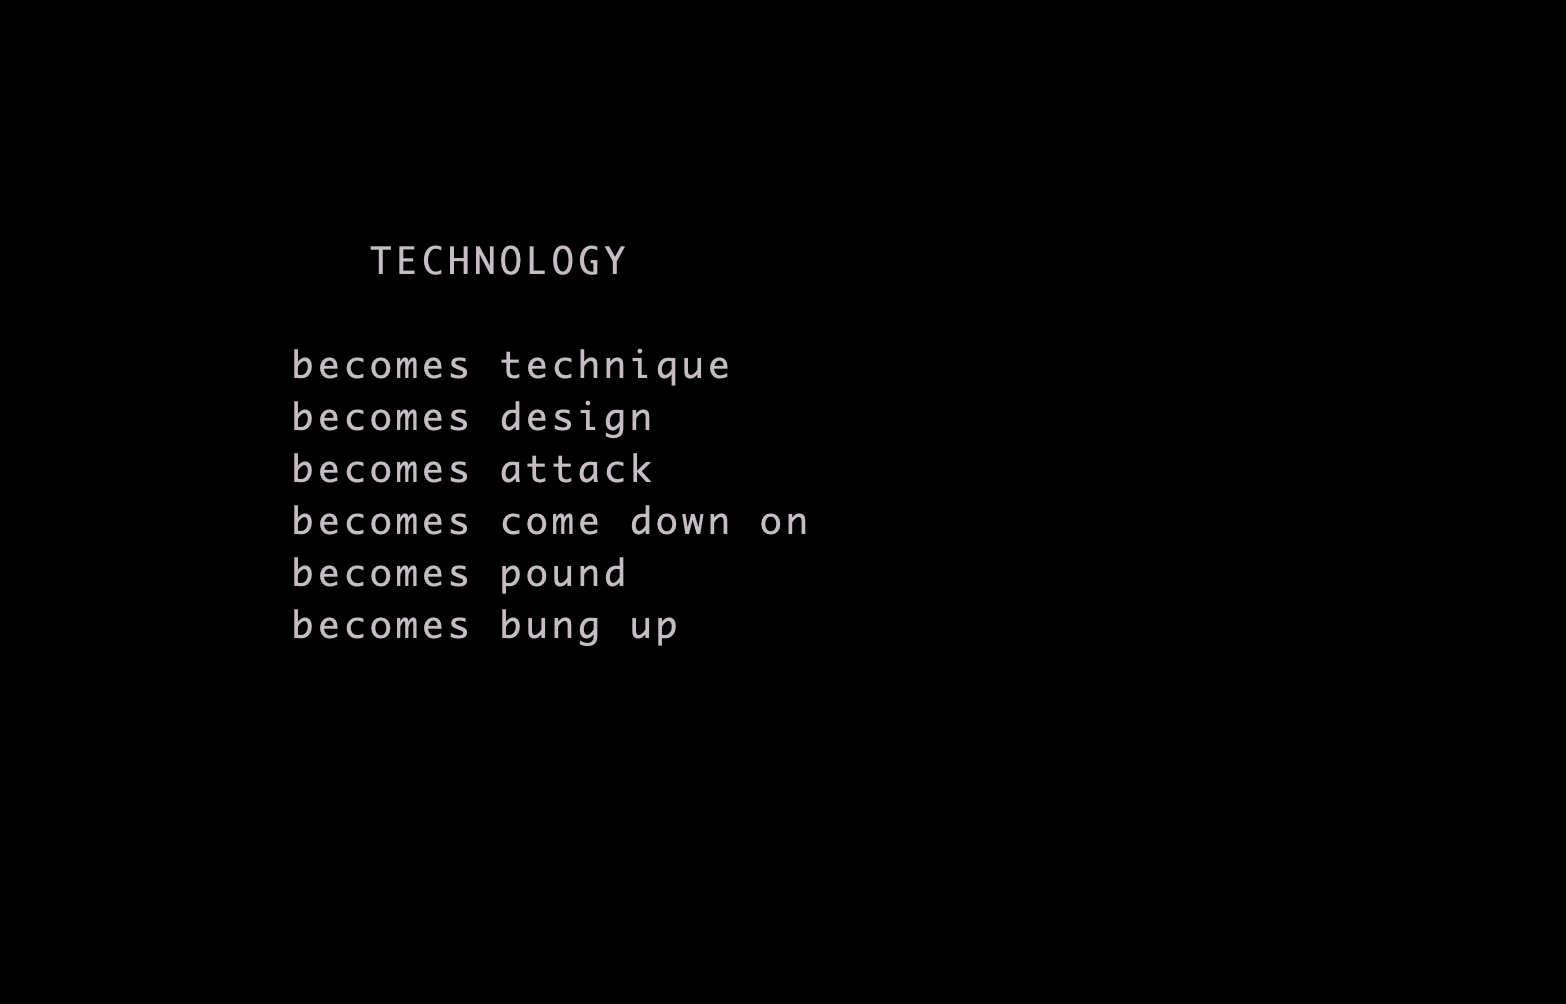 TECHNOLOGY
becomes technique
becomes design
becomes attack
becomes come down on
becomes pound
becomes bung up